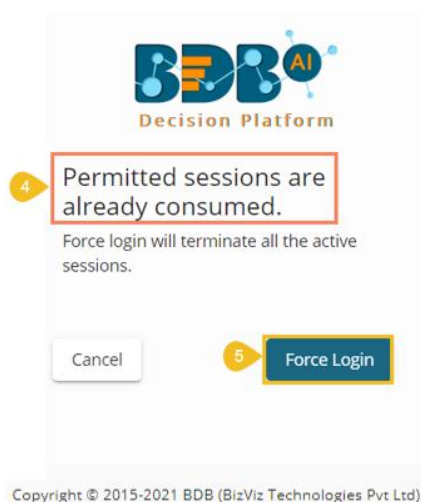 BDB AI
Decision Platform
4
Permitted sessions are
already consumed.
Force login will terminate all the active
sessions.
Cancel
5
Force Login
Copyright © 2015-2021 BDB (BizViz Technologies Pvt Ltd)